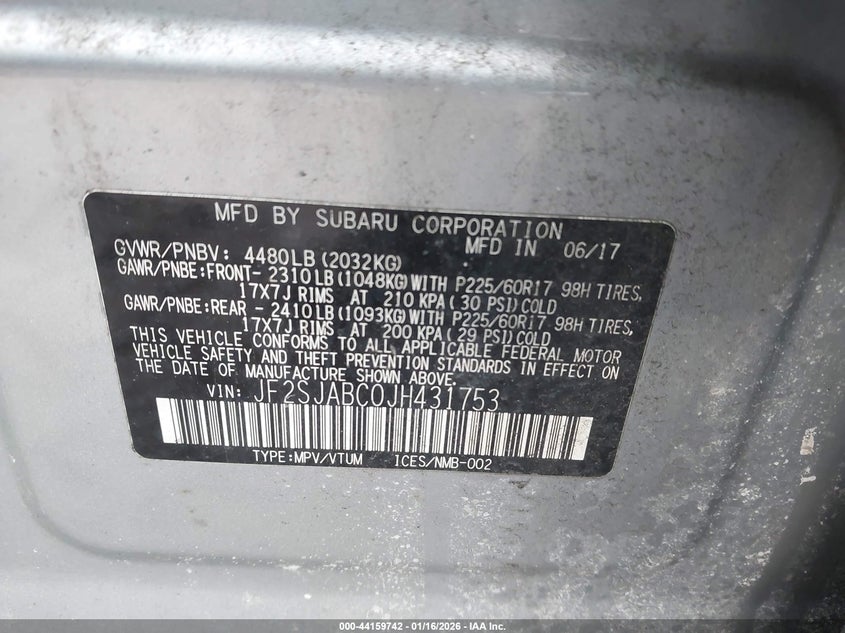 MFD BY SUBARU CORPORATION
GVWR/PNBV: 4480LB(2032KG) MFD IN 06/17
GAWR/PNBE:FRONT- 2310LB(1048KG)WITH P225/60R17 98H TIRES,
17X7J RIMS AT 210KPA(30 PSI)COLD
GAWR/PNBE:REAR - 2410LB(1093KG)WITH P225/60R17 98H TIRES,
17X7J RIMS AT 200KPA(29 PSI)COLD
THIS VEHICLE CONFORMS TO ALL APPLICABLE FEDERAL MOTOR
VEHICLE SAFETY AND THEFT PREVENTION STANDARDS IN EFFECT ON
THE DATE OF MANUFACTURE SHOWN ABOVE.
VIN: JF2SJABC0JH431753
TYPE:MPV/VTUM ICES/NMB-002
000-44159742 - 01/16/2026 - IAA Inc.